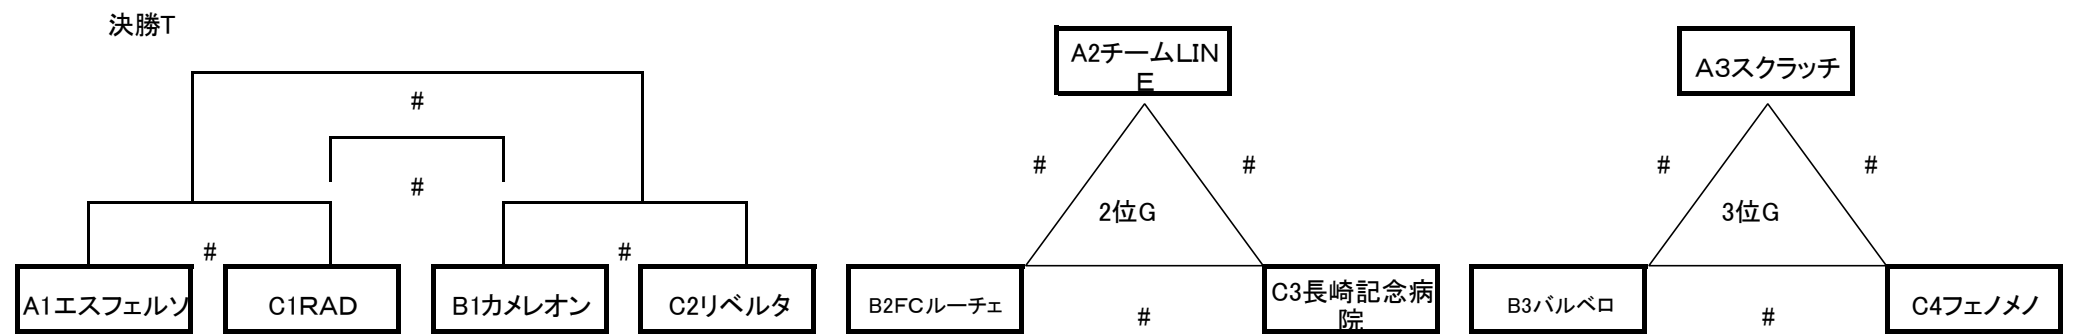 決勝T
#
#
#
#
A1エスフェルソ
C1RAD
B1カメレオン
C2リベルタ
A2チームLIN
E
#
#
2位G
B2FCルーチェ
C3長崎記念病
院
#
A3スクラッチ
#
#
3位G
B3バルベロ
C4フェノメノ
#